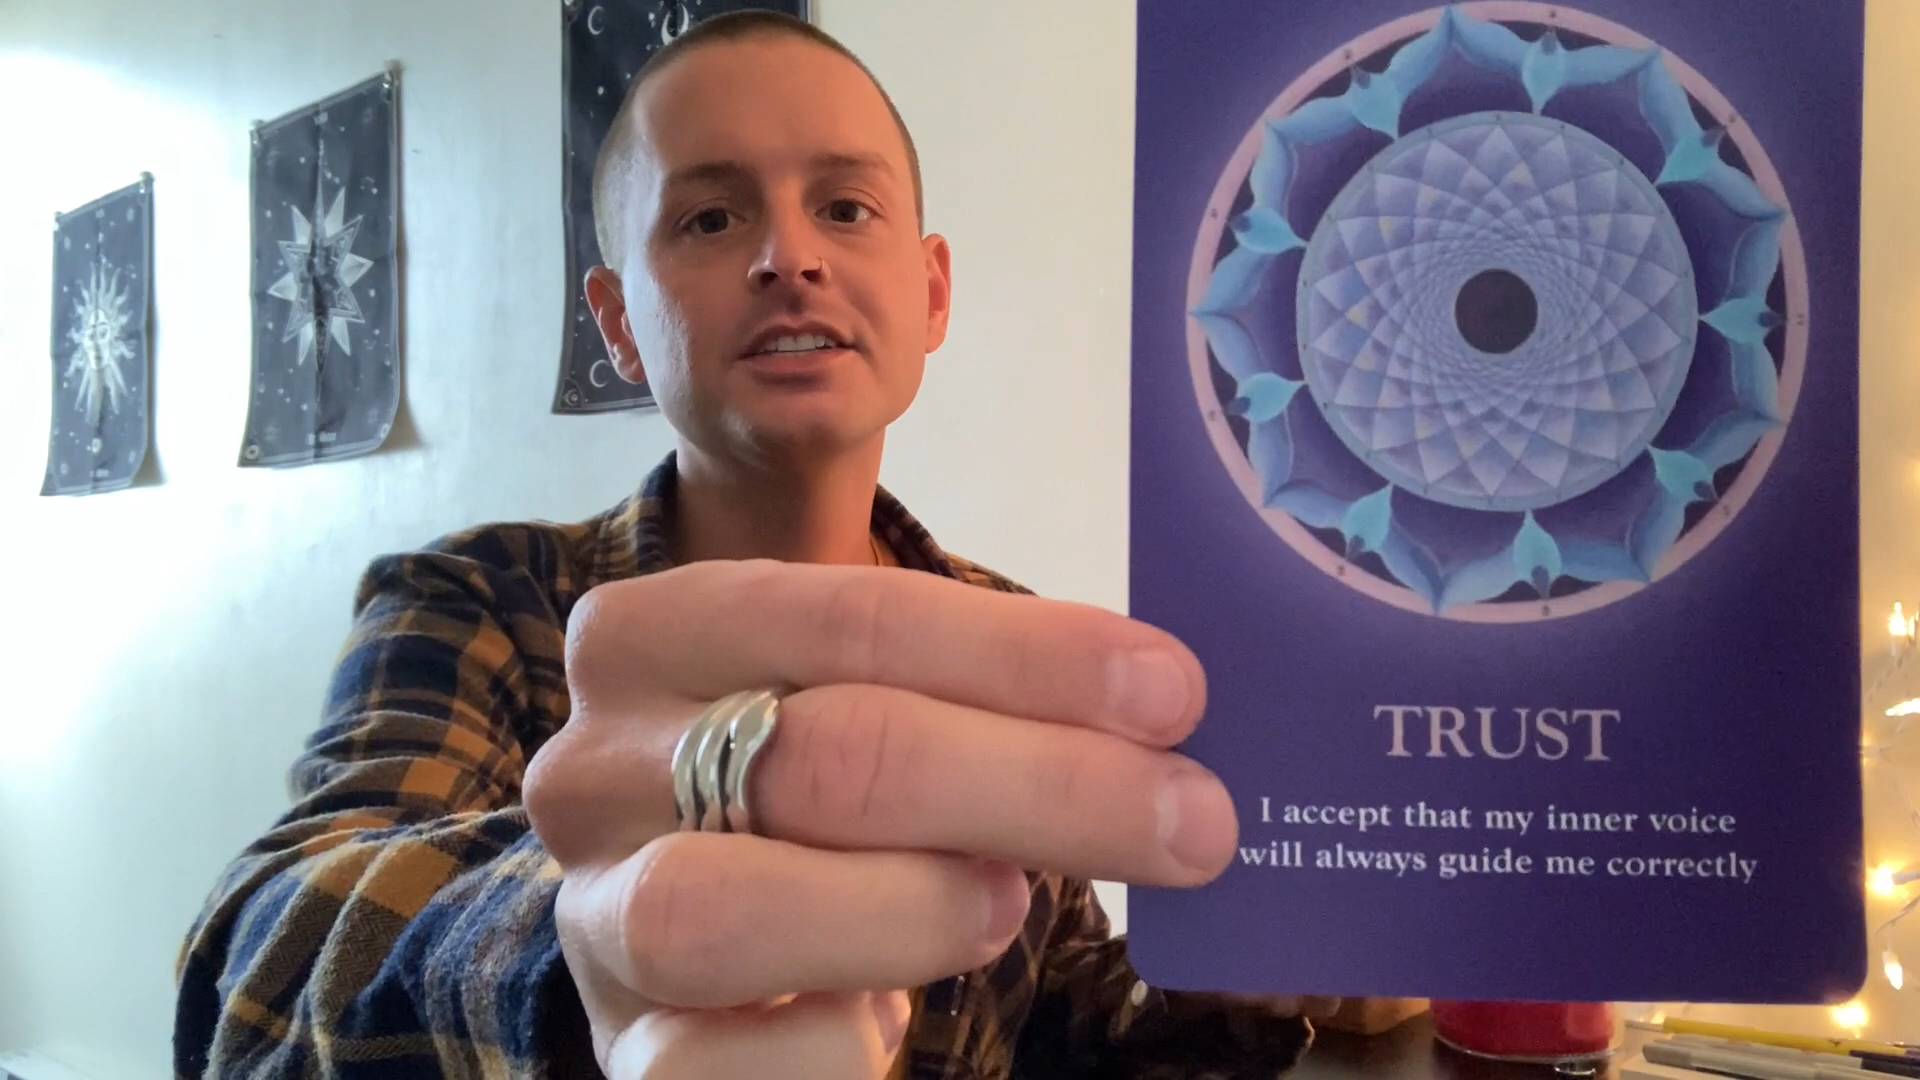 TRUST
I accept that my inner voice
will always guide me correctly